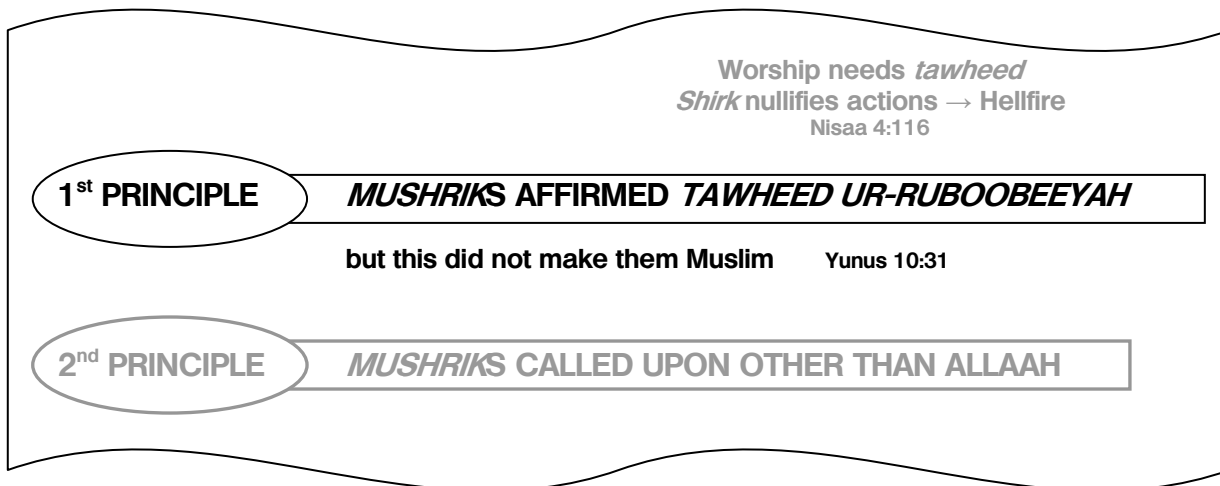 Worship needs tawheed
Shirk nullifies actions → Hellfire
Nisaa 4:116
1st PRINCIPLE MUSHRIKS AFFIRMED TAWHEED UR-RUBOOBEEYAH
but this did not make them Muslim Yunus 10:31
2nd PRINCIPLE MUSHRIKS CALLED UPON OTHER THAN ALLAAH